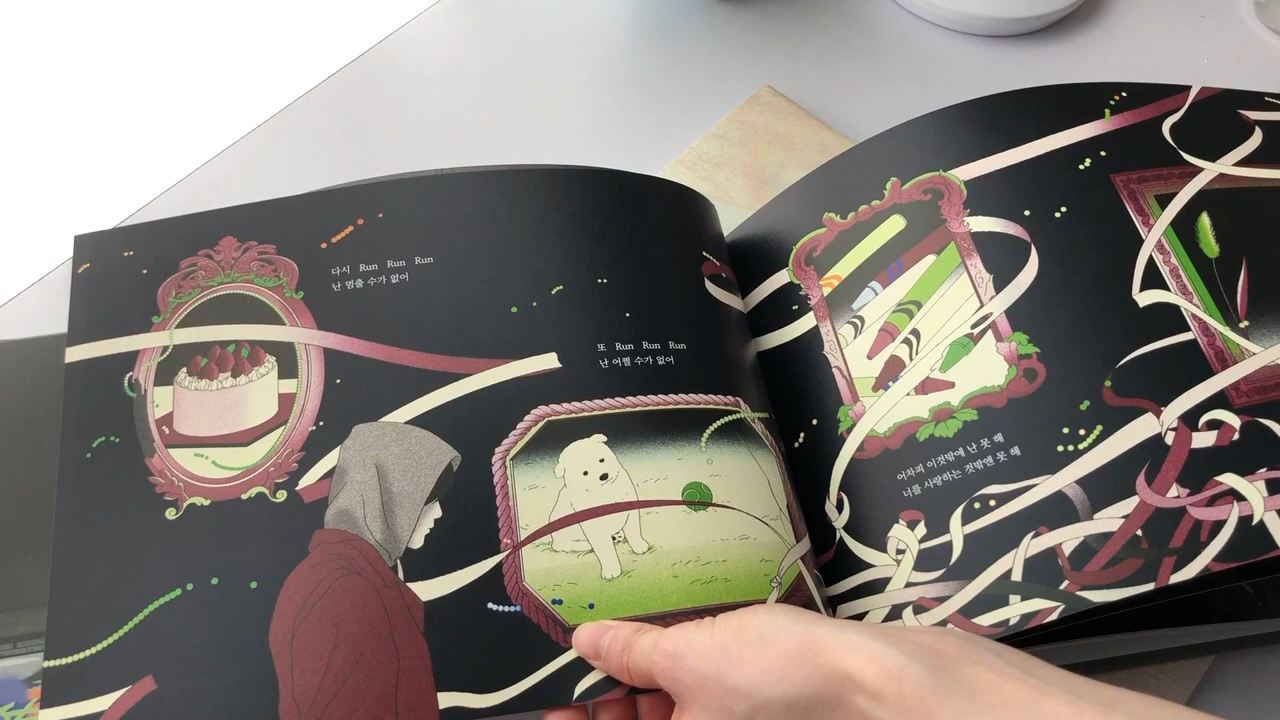 다시 Run Run Run
난 멈출 수가 없어
또 Run Run Run
난 어쩔 수가 없어
어차피 이것밖에 난 못 해
너를 사랑하는 것밖엔 못 해